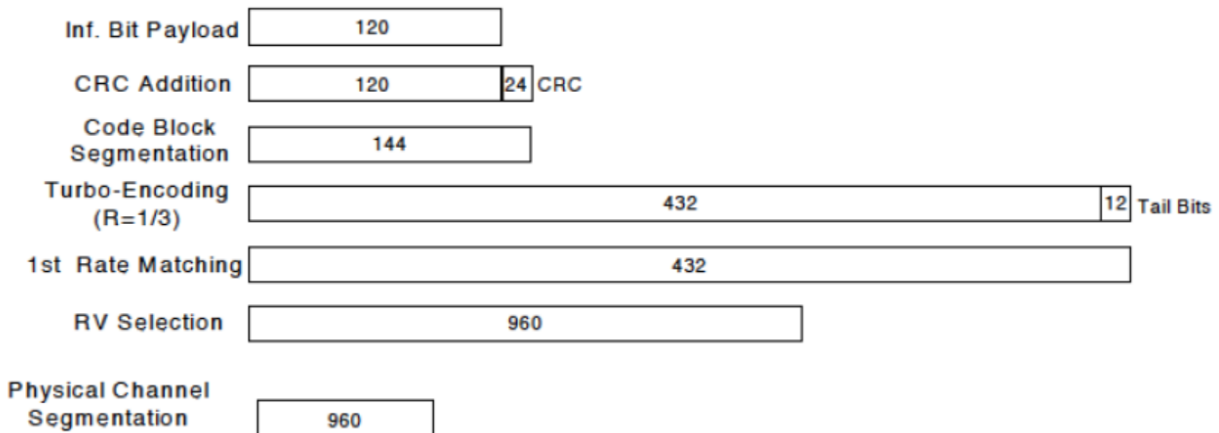 Inf. Bit Payload 120
CRC Addition 120 24 CRC
Code Block
Segmentation 144
Turbo-Encoding
(R=1/3) 432 12 Tail Bits
1st Rate Matching 432
RV Selection 960
Physical Channel
Segmentation 960